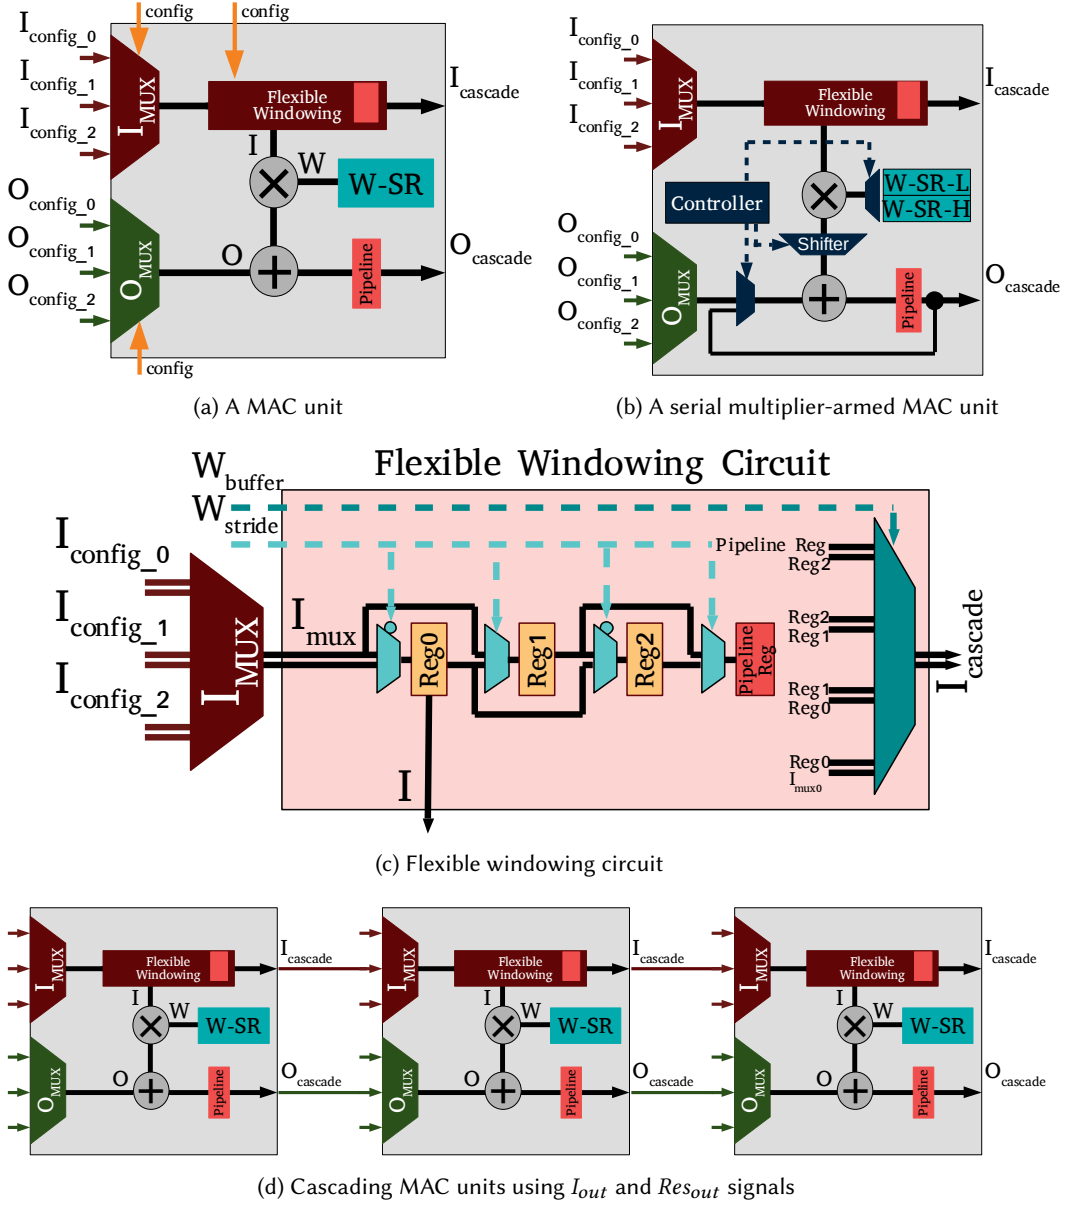 config
config
I config_0
I config_1
I config_2
I MUX
Flexible
Windowing
I cascade
I
W
W-SR
O config_0
O config_1
O config_2
O MUX
O
Pipeline
O cascade
config
(a) A MAC unit
I config_0
I config_1
I config_2
I MUX
Flexible
Windowing
I cascade
Controller
W-SR-L
W-SR-H
Shifter
O config_0
O config_1
O config_2
O MUX
Pipeline
O cascade
(b) A serial multiplier-armed MAC unit
Flexible Windowing Circuit
W buffer
W stride
I config_0
I config_1
I config_2
I MUX
I mux
Reg0
Reg1
Reg2
Pipeline
Reg
I
Pipeline Reg
Reg2
Reg2
Reg1
Reg1
Reg0
Reg0
I mux0
I cascade
(c) Flexible windowing circuit
I MUX
Flexible
Windowing
I cascade
I
W
W-SR
O MUX
O
Pipeline
O cascade
I MUX
Flexible
Windowing
I cascade
I
W
W-SR
O MUX
O
Pipeline
O cascade
I MUX
Flexible
Windowing
I cascade
I
W
W-SR
O MUX
O
Pipeline
O cascade
(d) Cascading MAC units using I out and Res out signals